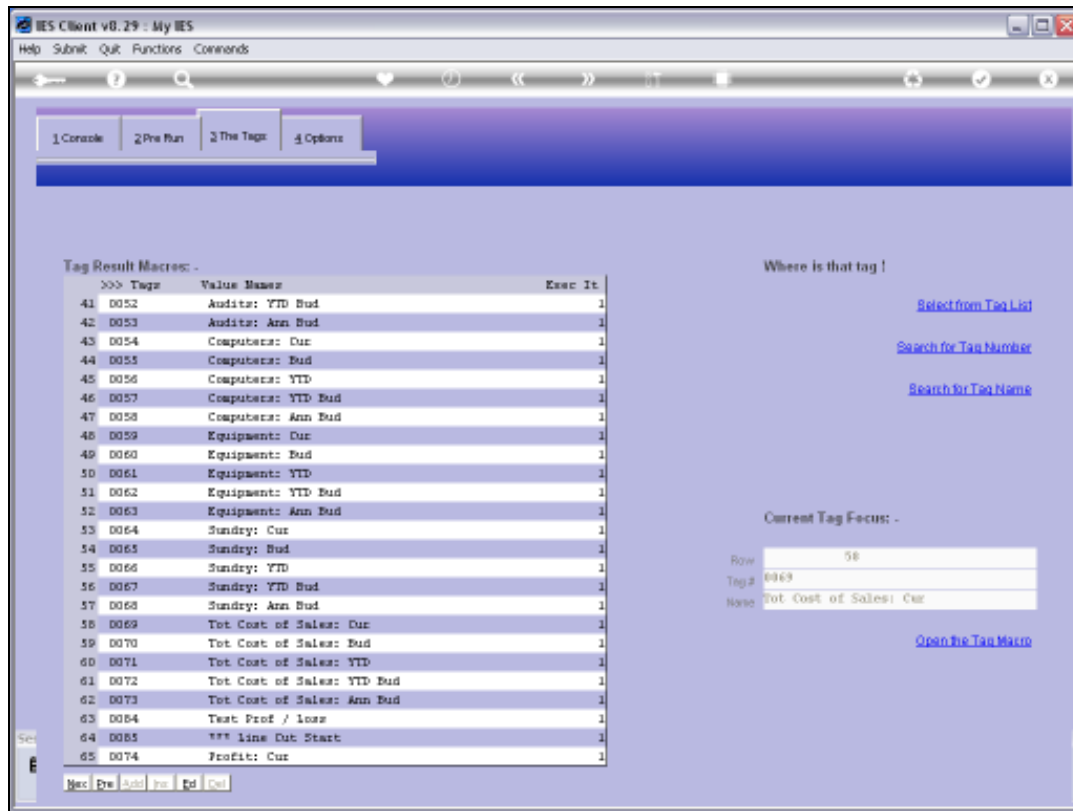 IES Client v8.29 : My IES
Help Submit Quit Functions Commands
1 Console 2 Pre Run 3 The Tags 4 Options
Tag Result Macros: -
Where is that tag !
>>> Tags Value Names Exec It
41 0052 Audits: YTD Bud 1
42 0053 Audits: Ann Bud 1
43 0054 Computers: Cur 1
44 0055 Computers: Bud 1
45 0056 Computers: YTD 1
46 0057 Computers: YTD Bud 1
47 0058 Computers: Ann Bud 1
48 0059 Equipment: Cur 1
49 0060 Equipment: Bud 1
50 0061 Equipment: YTD 1
51 0062 Equipment: YTD Bud 1
52 0063 Equipment: Ann Bud 1
53 0064 Sundry: Cur 1
54 0065 Sundry: Bud 1
55 0066 Sundry: YTD 1
56 0067 Sundry: YTD Bud 1
57 0068 Sundry: Ann Bud 1
58 0069 Tot Cost of Sales: Cur 1
59 0070 Tot Cost of Sales: Bud 1
60 0071 Tot Cost of Sales: YTD 1
61 0072 Tot Cost of Sales: YTD Bud 1
62 0073 Tot Cost of Sales: Ann Bud 1
63 0084 Test Prof / Loss 1
64 0085 *** Line Cut Start 1
65 0074 Profit: Cur 1
Nex Pre Add Ins Ed Del
Select from Tag List
Search for Tag Number
Search for Tag Name
Current Tag Focus: -
Row 58
Tag # 0069
Name Tot Cost of Sales: Cur
Open the Tag Macro